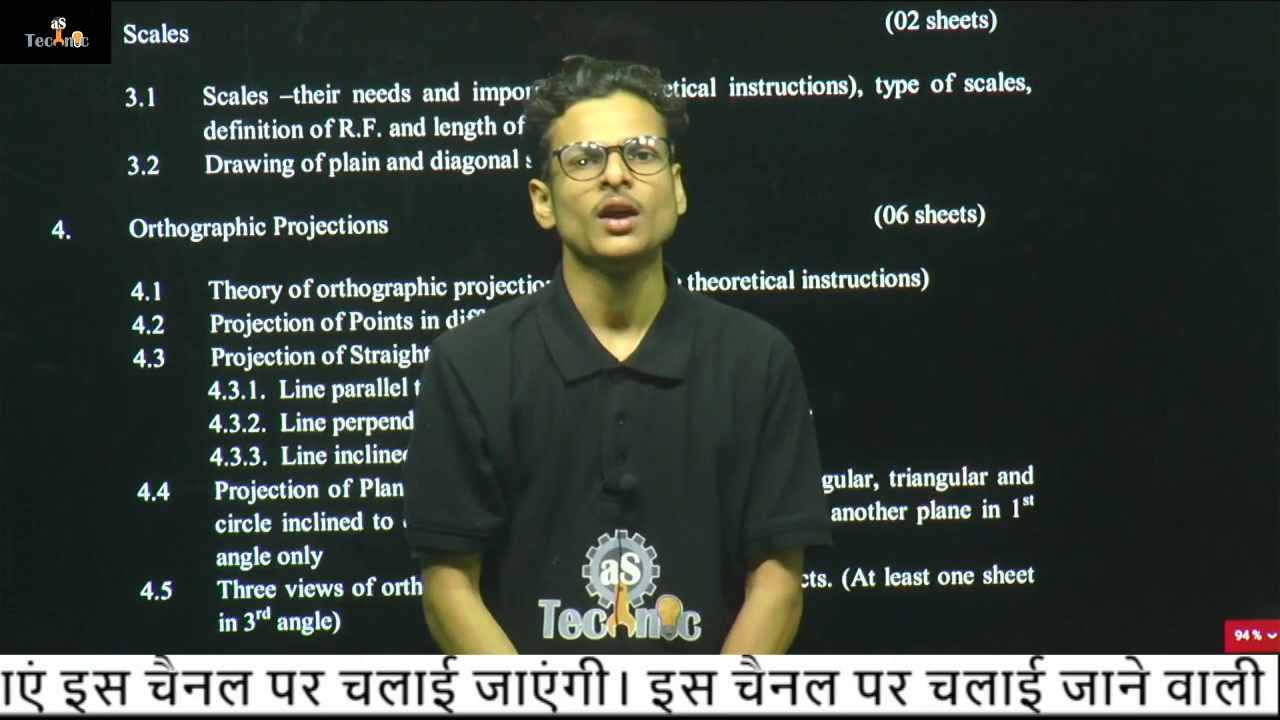 aS
Tecnic
Scales (02 sheets)
3.1 Scales –their needs and impor tical instructions), type of scales,
definition of R.F. and length of
3.2 Drawing of plain and diagonal
4. Orthographic Projections (06 sheets)
4.1 Theory of orthographic projectio theoretical instructions)
4.2 Projection of Points in diff
4.3 Projection of Straight
4.3.1. Line parallel t
4.3.2. Line perpend
4.3.3. Line incline
4.4 Projection of Plan gular, triangular and
circle inclined to another plane in 1st
angle only
4.5 Three views of orth cts. (At least one sheet
in 3rd angle)
aS
Tecnic
94 %
ाएं इस चैनल पर चलाई जाएंगी। इस चैनल पर चलाई जाने वाली